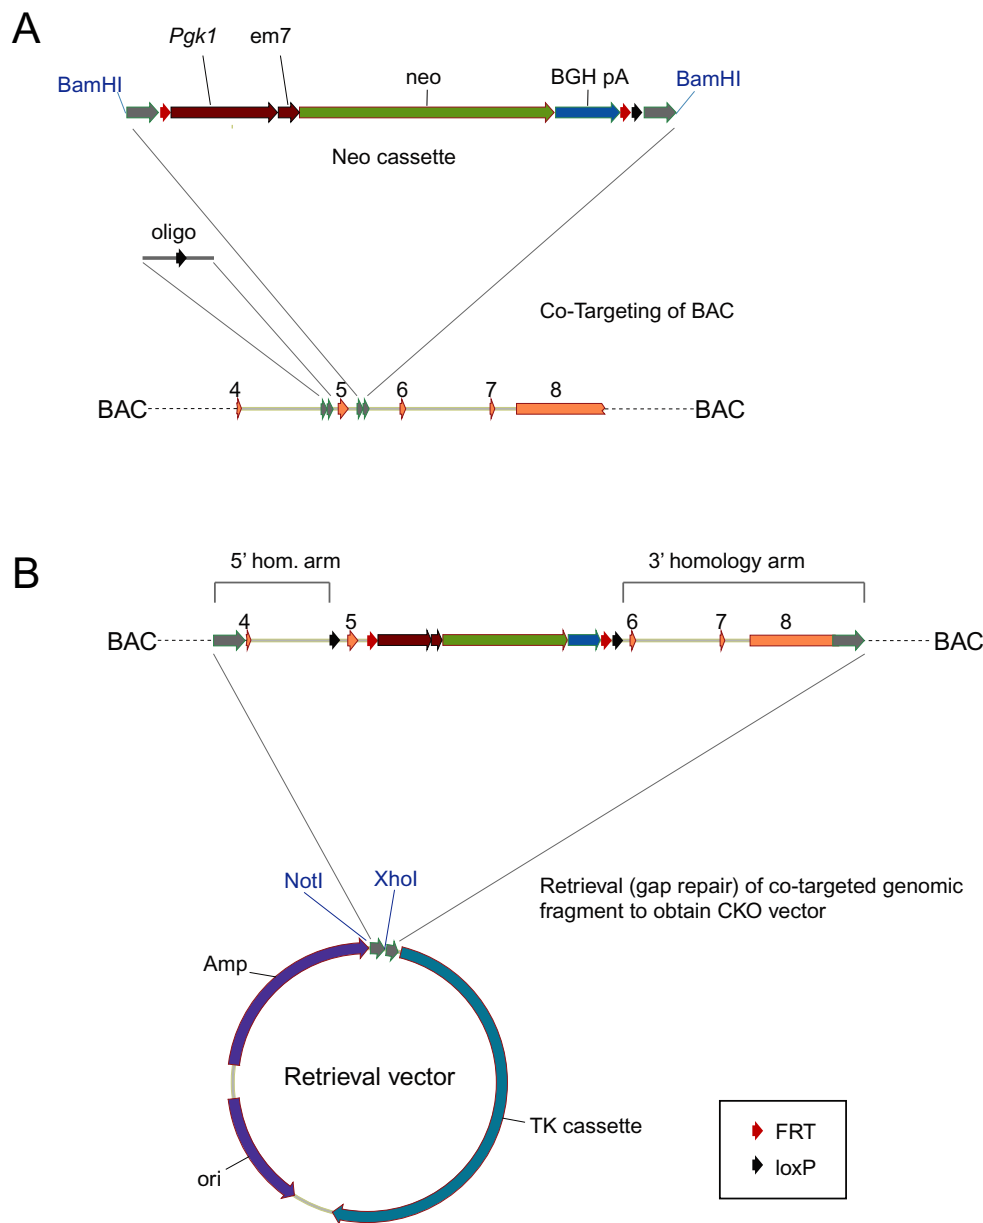 A
Pgk1
em7
BamHI
neo
BGH pA
BamHI
Neo cassette
oligo
Co-Targeting of BAC
4
5
6
7
8
BAC
BAC
B
5’ hom. arm
3’ homology arm
4
5
6
7
8
BAC
BAC
NotI
XhoI
Retrieval (gap repair) of co-targeted genomic
fragment to obtain CKO vector
Amp
Retrieval vector
TK cassette
ori
FRT
loxP